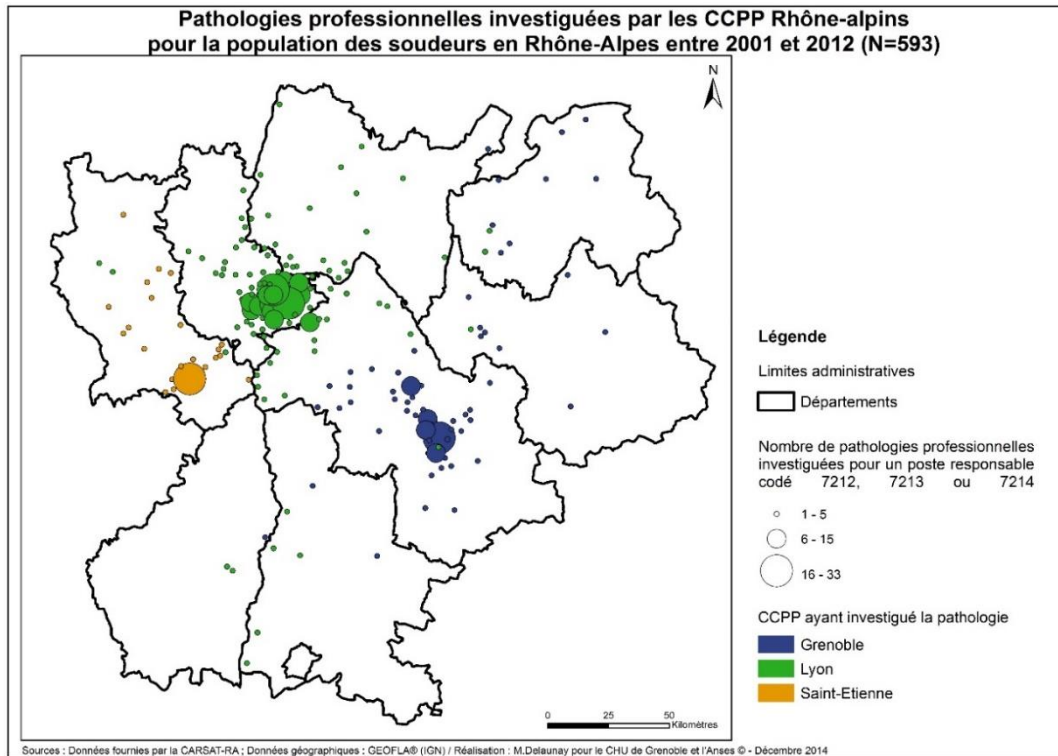 Pathologies professionnelles investiguées par les CCPP Rhône-alpins
pour la population des soudeurs en Rhône-Alpes entre 2001 et 2012 (N=593)
N
Légende
Limites administratives
Départements
Nombre de pathologies professionnelles
investiguées pour un poste responsable
codé 7212, 7213 ou 7214
1 - 5
6 - 15
16 - 33
CCPP ayant investigué la pathologie
Grenoble
Lyon
Saint-Etienne
0 25 50
Kilomètres
Sources : Données fournies par la CARSAT-RA ; Données géographiques : GEOFLA® (IGN) / Réalisation : M.Delaunay pour le CHU de Grenoble et l'Anses © - Décembre 2014